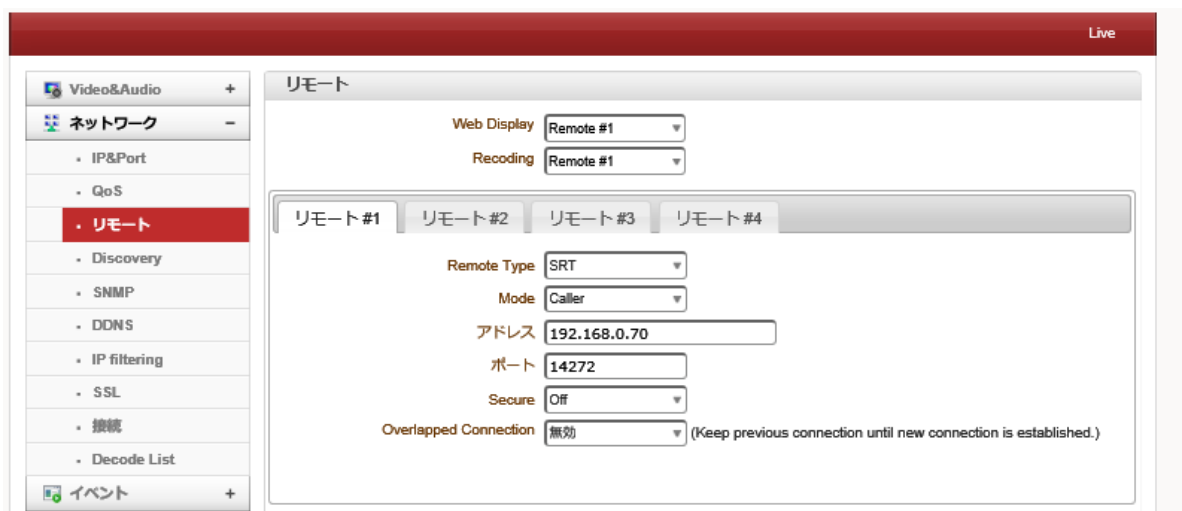 Live
Video&Audio +
ネットワーク -
• IP&Port
• QoS
• リモート
• Discovery
• SNMP
• DDNS
• IP filtering
• SSL
• 接続
• Decode List
イベント +
リモート
Web Display Remote #1
Recoding Remote #1
リモート#1 リモート#2 リモート#3 リモート#4
Remote Type SRT
Mode Caller
アドレス 192.168.0.70
ポート 14272
Secure Off
Overlapped Connection 無効 (Keep previous connection until new connection is established.)